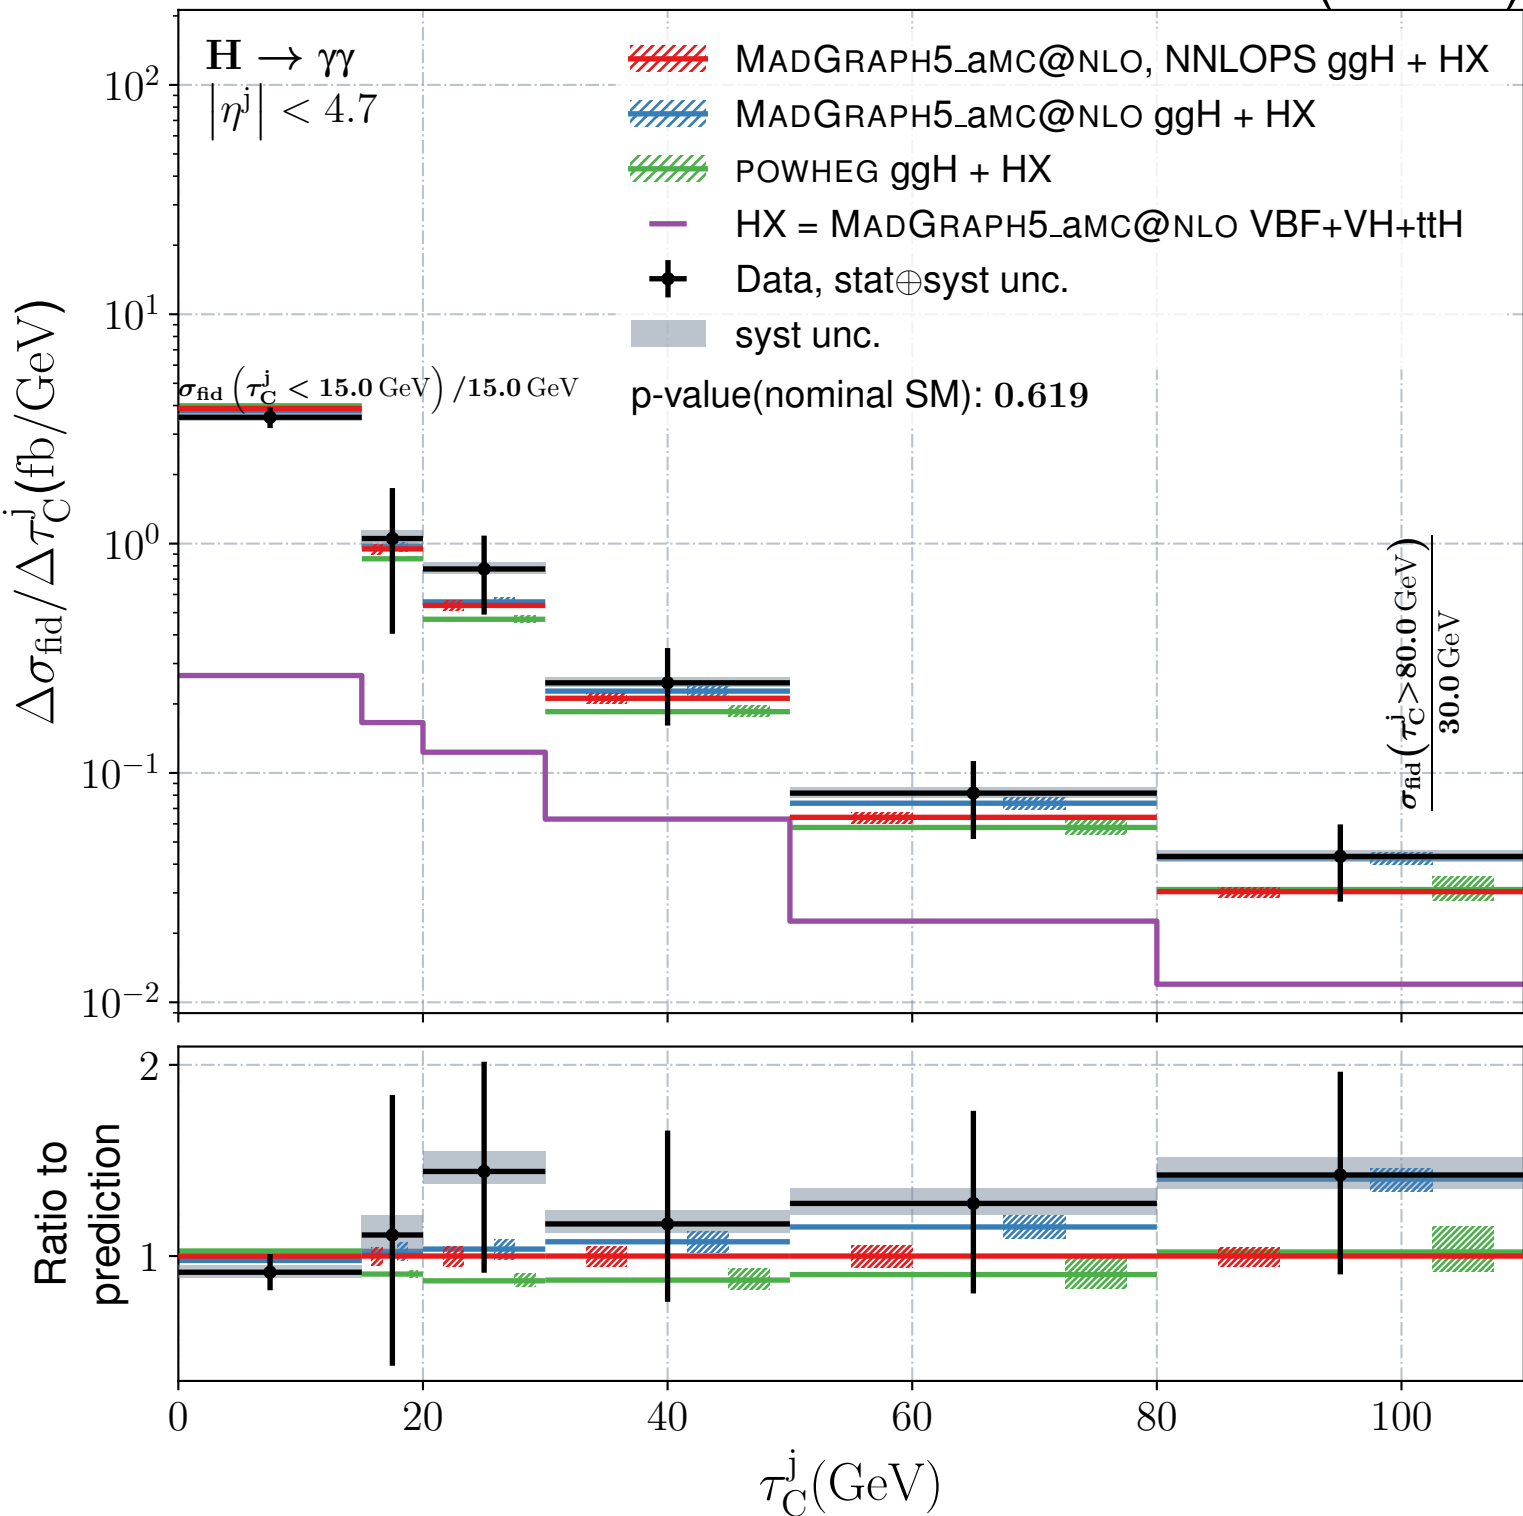 H → γγ
|η^j| < 4.7
MADGRAPH5_aMC@NLO, NNLOPS ggH + HX
MADGRAPH5_aMC@NLO ggH + HX
POWHEG ggH + HX
HX = MADGRAPH5_aMC@NLO VBF+VH+ttH
Data, stat⊕syst unc.
syst unc.
p-value(nominal SM): 0.619
σ_fid (τ_C^j < 15.0 GeV) /15.0 GeV
σ_fid (τ_C^j >80.0 GeV)
30.0 GeV
Δσ_fid/Δτ_C^j(fb/GeV)
10^2
10^1
10^0
10^−1
10^−2
Ratio to
prediction
2
1
0 20 40 60 80 100
τ_C^j(GeV)